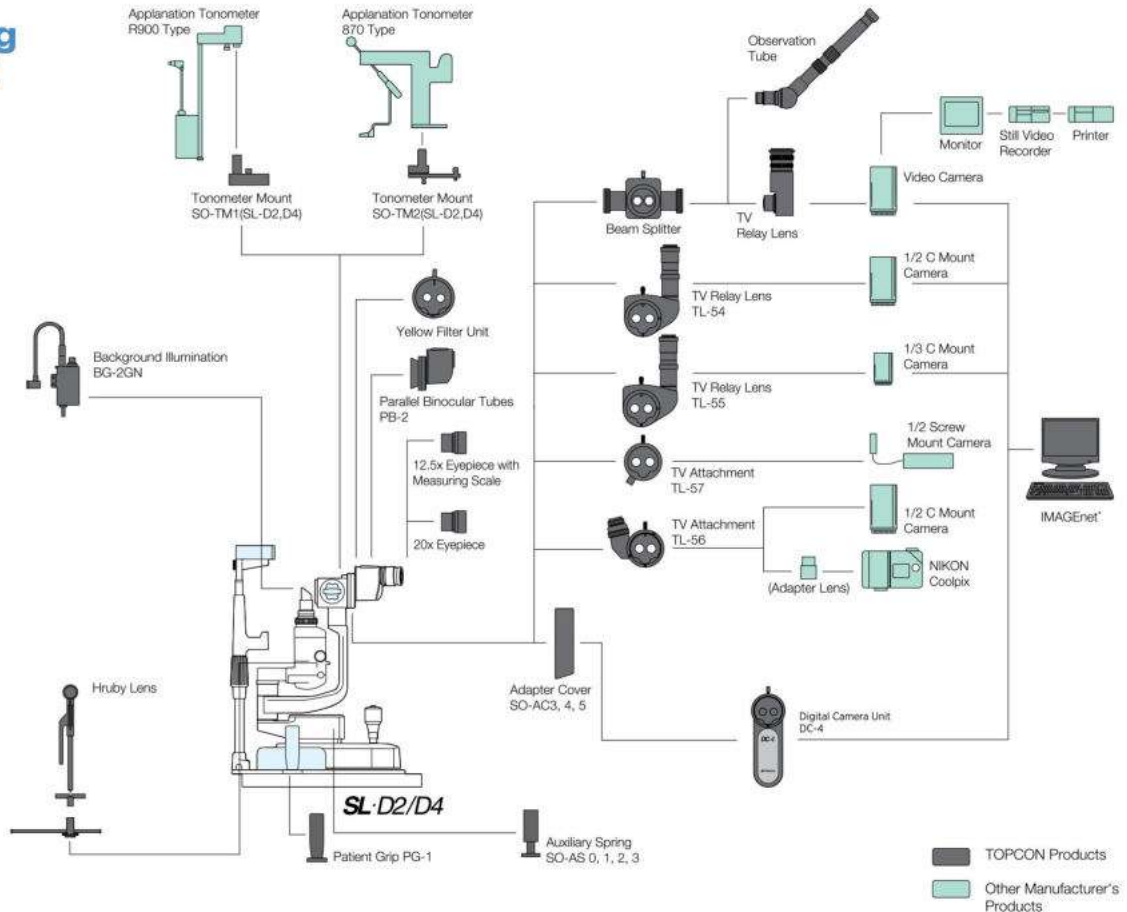 g
Applanation Tonometer
R900 Type
Applanation Tonometer
870 Type
Observation
Tube
Monitor
Still Video
Recorder
Printer
Tonometer Mount
SO-TM1(SL-D2,D4)
Tonometer Mount
SO-TM2(SL-D2,D4)
Beam Splitter
TV
Relay Lens
Video Camera
Yellow Filter Unit
TV Relay Lens
TL-54
1/2 C Mount
Camera
Background Illumination
BG-2GN
Parallel Binocular Tubes
PB-2
TV Relay Lens
TL-55
1/3 C Mount
Camera
12.5x Eyepiece with
Measuring Scale
TV Attachment
TL-57
1/2 Screw
Mount Camera
20x Eyepiece
TV Attachment
TL-56
1/2 C Mount
Camera
IMAGEnet*
(Adapter Lens)
NIKON
Coolpix
Hruby Lens
Adapter Cover
SO-AC3, 4, 5
Digital Camera Unit
DC-4
SL·D2/D4
Patient Grip PG-1
Auxiliary Spring
SO-AS 0, 1, 2, 3
TOPCON Products
Other Manufacturer's
Products